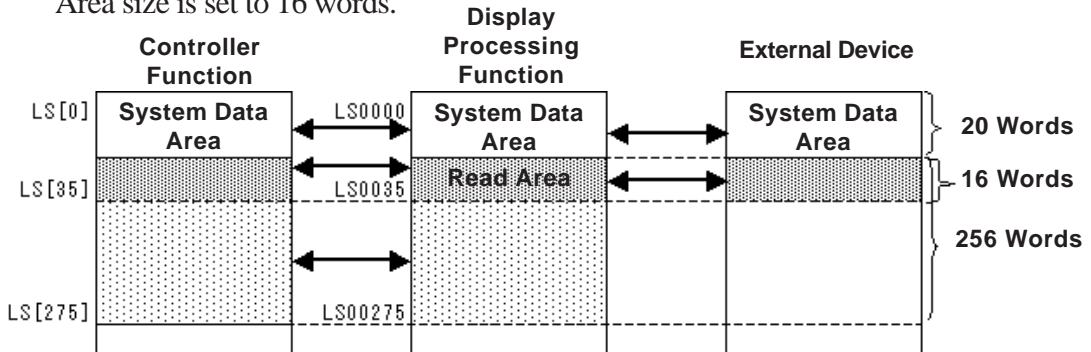 Area size is set to 16 words.
Controller
Function
Display
Processing
Function
External Device
LS[0]
System Data
Area
LS0000
System Data
Area
System Data
Area
20 Words
LS[35]
LS0035
Read Area
16 Words
256 Words
LS[275]
LS00275